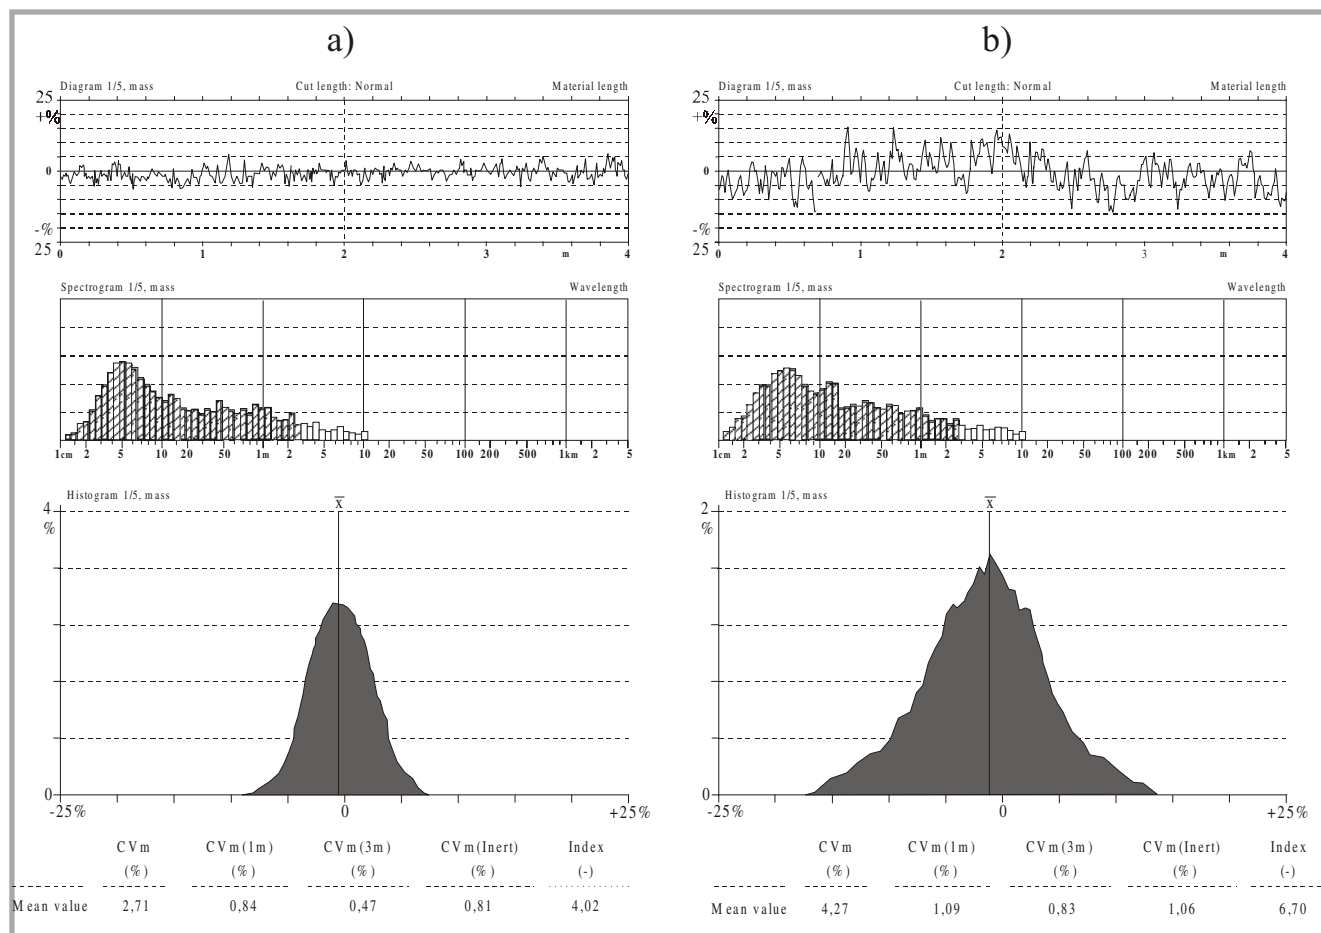 a) b)
Diagram 1/5, mass Cut length: Normal Material length
25
+%
0
-%
25
0 1 2 3 m 4
Diagram 1/5, mass Cut length: Normal Material length
25
+%
0
-%
25
0 1 2 3 m 4
Spectrogram 1/5, mass Wavelength
1cm 2 5 10 20 50 1m 2 5 10 20 50 100 200 500 1km 2 5
Spectrogram 1/5, mass Wavelength
1cm 2 5 10 20 50 1m 2 5 10 20 50 100 200 500 1km 2 5
Histogram 1/5, mass x̅
4
%
0
-25% 0 +25%
Histogram 1/5, mass x̅
2
%
0
-25% 0 +25%
CVm CVm(1m) CVm(3m) CVm(Inert) Index
(%) (%) (%) (%) (-)
Mean value 2,71 0,84 0,47 0,81 4,02
CVm CVm(1m) CVm(3m) CVm(Inert) Index
(%) (%) (%) (%) (-)
Mean value 4,27 1,09 0,83 1,06 6,70